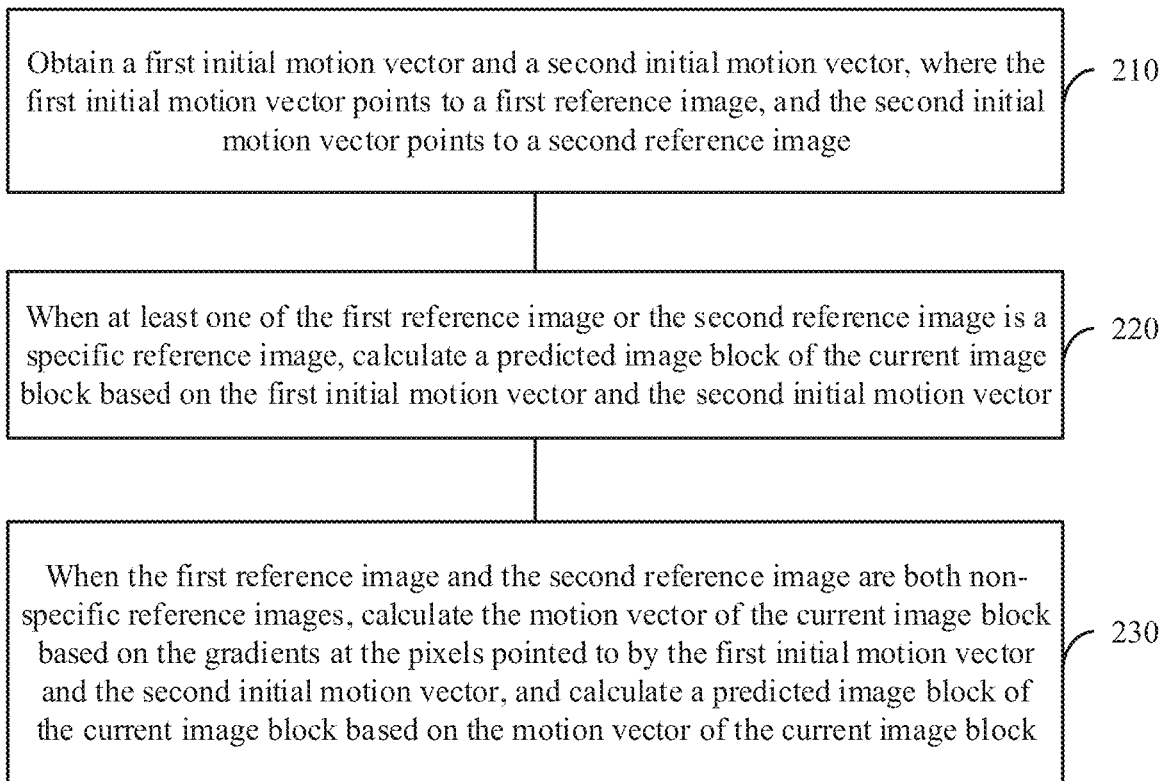 Obtain a first initial motion vector and a second initial motion vector, where the
first initial motion vector points to a first reference image, and the second initial
motion vector points to a second reference image
210
When at least one of the first reference image or the second reference image is a
specific reference image, calculate a predicted image block of the current image
block based on the first initial motion vector and the second initial motion vector
220
When the first reference image and the second reference image are both non-
specific reference images, calculate the motion vector of the current image block
based on the gradients at the pixels pointed to by the first initial motion vector
and the second initial motion vector, and calculate a predicted image block of
the current image block based on the motion vector of the current image block
230